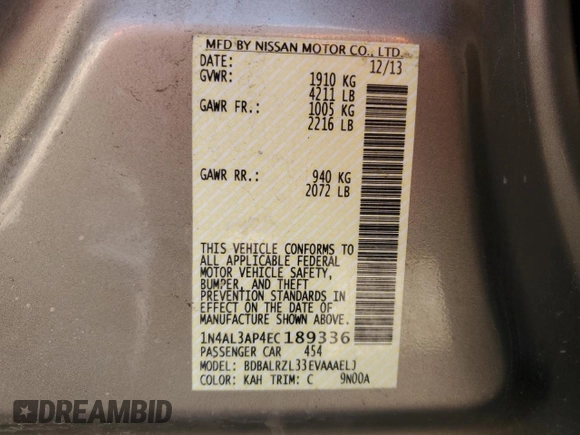 MFD BY NISSAN MOTOR CO., LTD.
DATE: 12/13
GVWR: 1910 KG
4211 LB
GAWR FR.: 1005 KG
2216 LB
GAWR RR.: 940 KG
2072 LB
THIS VEHICLE CONFORMS TO
ALL APPLICABLE FEDERAL
MOTOR VEHICLE SAFETY,
BUMPER, AND THEFT
PREVENTION STANDARDS IN
EFFECT ON THE DATE OF
MANUFACTURE SHOWN ABOVE.
1N4AL3AP4EC189336
PASSENGER CAR 454
MODEL: BDBALRZL33EVAAAELJ
COLOR: KAH TRIM: C 9N00A
DREAMBID